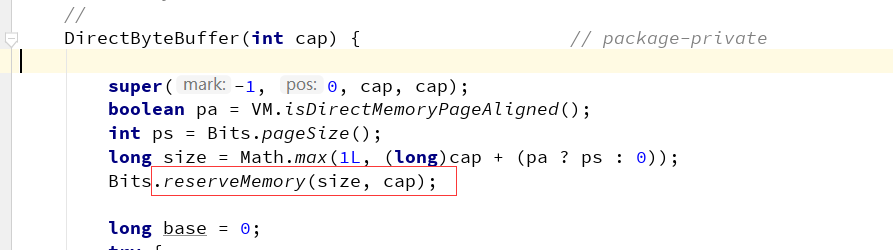 //
DirectByteBuffer(int cap) {                   // package-private
super( mark: -1, pos: 0, cap, cap);
boolean pa = VM.isDirectMemoryPageAligned();
int ps = Bits.pageSize();
long size = Math.max(1L, (long)cap + (pa ? ps : 0));
Bits.reserveMemory(size, cap);
long base = 0;
try {